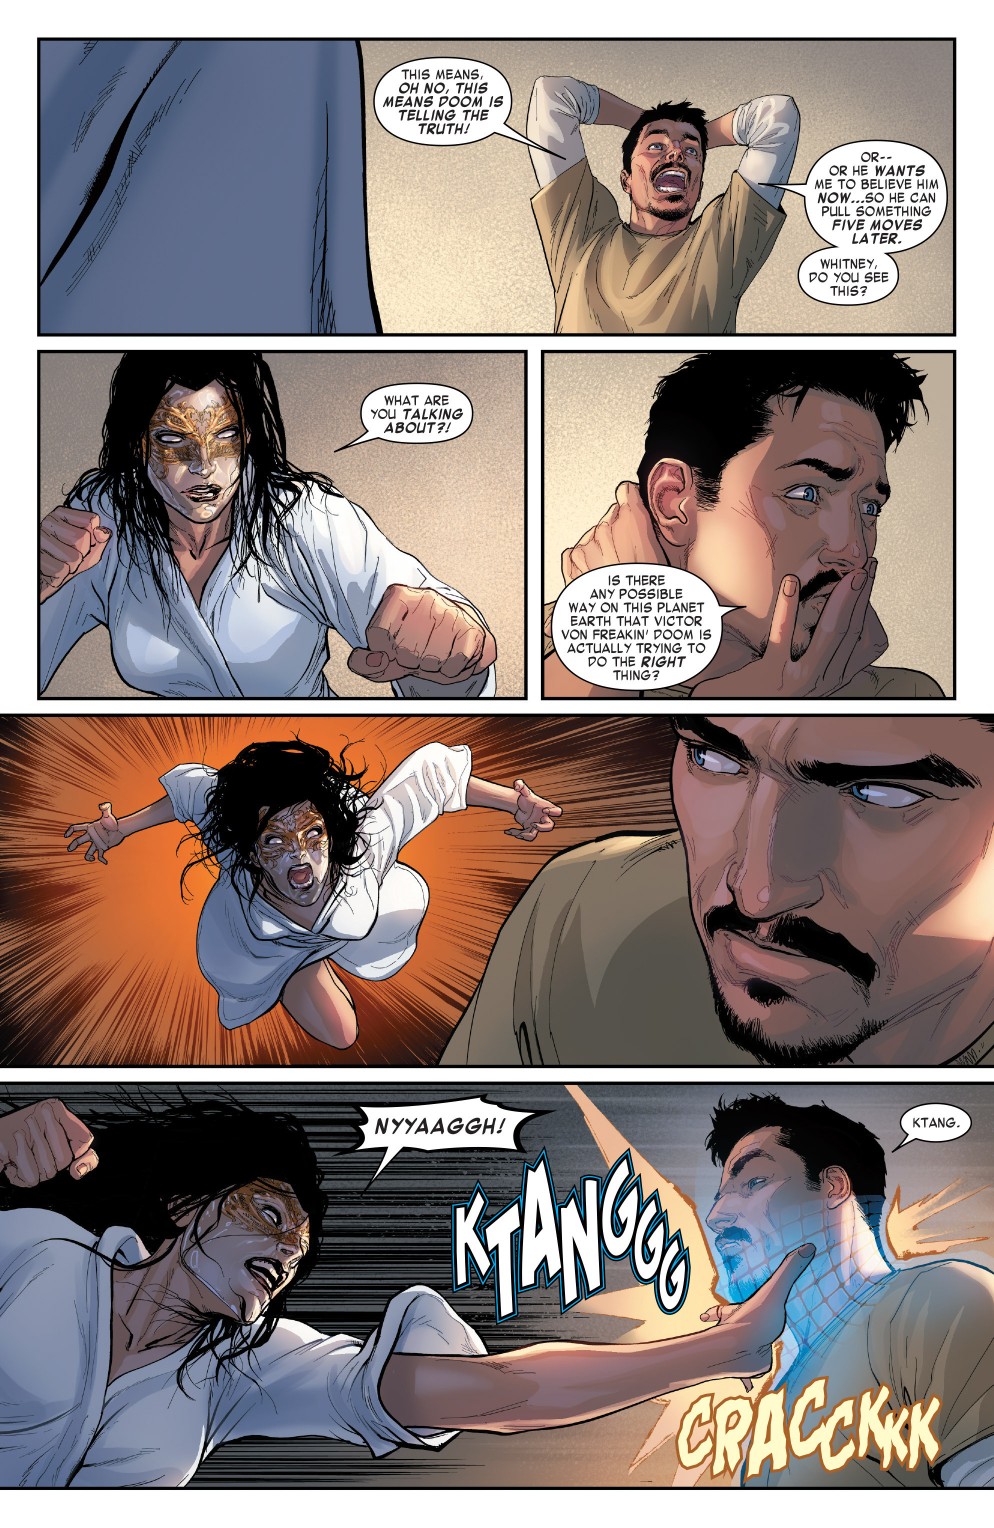 THIS MEANS,
OH NO, THIS
MEANS DOOM IS
TELLING THE
TRUTH!
OR--
OR HE WANTS
ME TO BELIEVE HIM
NOW...SO HE CAN
PULL SOMETHING
FIVE MOVES
LATER.
WHITNEY,
DO YOU SEE
THIS?
WHAT ARE
YOU TALKING
ABOUT?!
IS THERE
ANY POSSIBLE
WAY ON THIS PLANET
EARTH THAT VICTOR
VON FREAKIN' DOOM IS
ACTUALLY TRYING TO
DO THE RIGHT
THING?
NYYAAGGH!
KTANG.
KTANGGGG
CRACCKKK